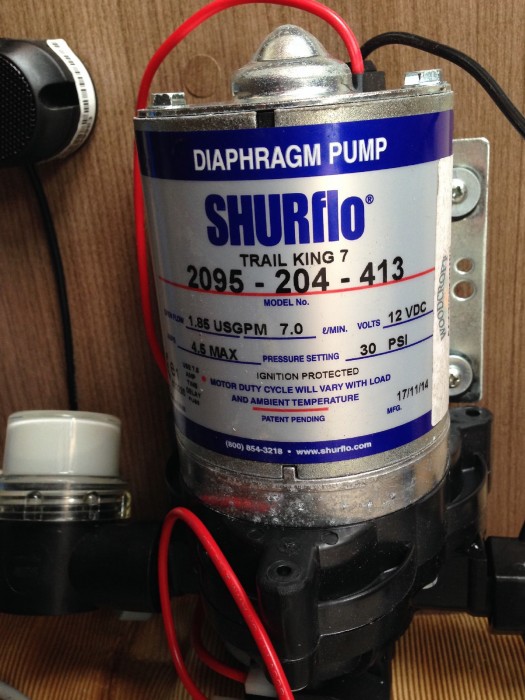 DIAPHRAGM PUMP
SHURflo®
TRAIL KING 7
2095 - 204 - 413
MODEL No.
FLOW 1.85 USGPM 7.0 ℓ/MIN. VOLTS 12 VDC
4.5 MAX PRESSURE SETTING 30 PSI
IGNITION PROTECTED
• MOTOR DUTY CYCLE WILL VARY WITH LOAD
AND AMBIENT TEMPERATURE
PATENT PENDING
17/11/14
MFG.
(800) 854-3218 • www.shurflo.com